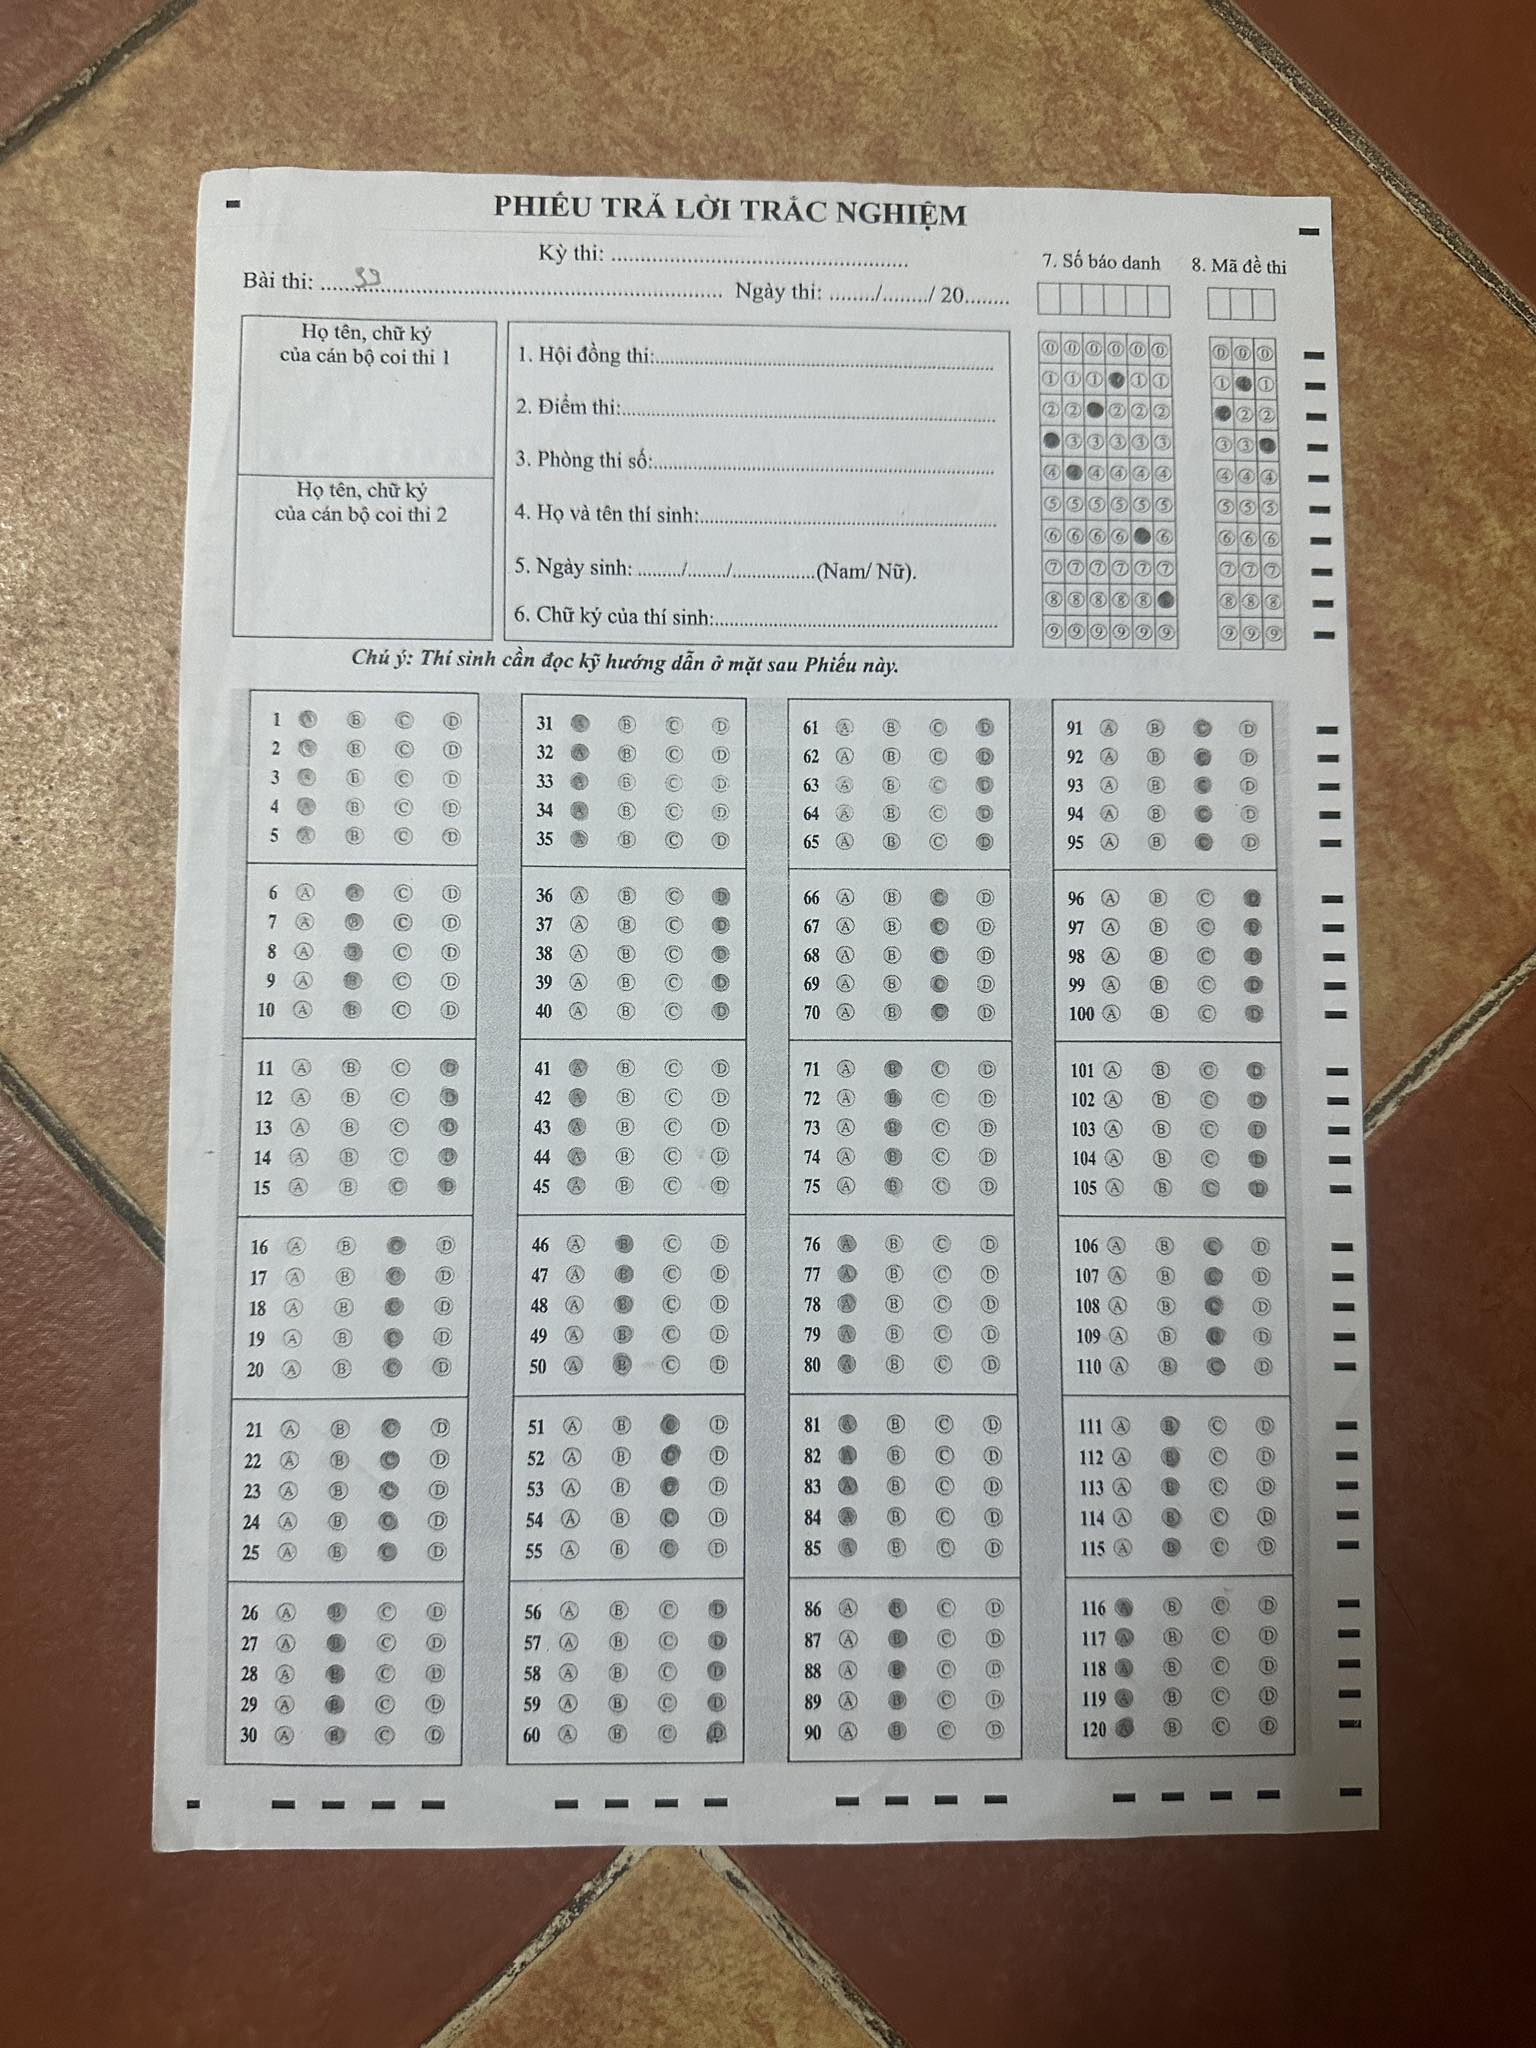 PHIẾU TRẢ LỜI TRẮC NGHIỆM
Kỳ thi: ..................................................
Bài thi: ......39.................................................. Ngày thi: ......../......../ 20........
7. Số báo danh
8. Mã đề thi
Họ tên, chữ ký
của cán bộ coi thi 1
Họ tên, chữ ký
của cán bộ coi thi 2
1. Hội đồng thi:..................................................
2. Điểm thi:..................................................
3. Phòng thi số:..................................................
4. Họ và tên thí sinh:..................................................
5. Ngày sinh: ......../......../................(Nam/ Nữ).
6. Chữ ký của thí sinh:..................................................
0 0 0 0 0 0 0 0 0
1 1 1 1 1 1 1
2 2 2 2 2 2 2
3 3 3 3 3 3 3
4 4 4 4 4 4 4 4
5 5 5 5 5 5 5 5 5
6 6 6 6 6 6 6 6
7 7 7 7 7 7 7 7 7
8 8 8 8 8 8 8 8
9 9 9 9 9 9 9 9 9
Chú ý: Thí sinh cần đọc kỹ hướng dẫn ở mặt sau Phiếu này.
1 A B C D
2 A B C D
3 A B C D
4 A B C D
5 A B C D
6 A B C D
7 A B C D
8 A B C D
9 A B C D
10 A B C D
11 A B C D
12 A B C D
13 A B C D
14 A B C D
15 A B C D
16 A B C D
17 A B C D
18 A B C D
19 A B C D
20 A B C D
21 A B C D
22 A B C D
23 A B C D
24 A B C D
25 A B C D
26 A B C D
27 A B C D
28 A B C D
29 A B C D
30 A B C D
31 A B C D
32 A B C D
33 A B C D
34 A B C D
35 A B C D
36 A B C D
37 A B C D
38 A B C D
39 A B C D
40 A B C D
41 A B C D
42 A B C D
43 A B C D
44 A B C D
45 A B C D
46 A B C D
47 A B C D
48 A B C D
49 A B C D
50 A B C D
51 A B C D
52 A B C D
53 A B C D
54 A B C D
55 A B C D
56 A B C D
57 A B C D
58 A B C D
59 A B C D
60 A B C D
61 A B C D
62 A B C D
63 A B C D
64 A B C D
65 A B C D
66 A B C D
67 A B C D
68 A B C D
69 A B C D
70 A B C D
71 A B C D
72 A B C D
73 A B C D
74 A B C D
75 A B C D
76 A B C D
77 A B C D
78 A B C D
79 A B C D
80 A B C D
81 A B C D
82 A B C D
83 A B C D
84 A B C D
85 A B C D
86 A B C D
87 A B C D
88 A B C D
89 A B C D
90 A B C D
91 A B C D
92 A B C D
93 A B C D
94 A B C D
95 A B C D
96 A B C D
97 A B C D
98 A B C D
99 A B C D
100 A B C D
101 A B C D
102 A B C D
103 A B C D
104 A B C D
105 A B C D
106 A B C D
107 A B C D
108 A B C D
109 A B C D
110 A B C D
111 A B C D
112 A B C D
113 A B C D
114 A B C D
115 A B C D
116 A B C D
117 A B C D
118 A B C D
119 A B C D
120 A B C D